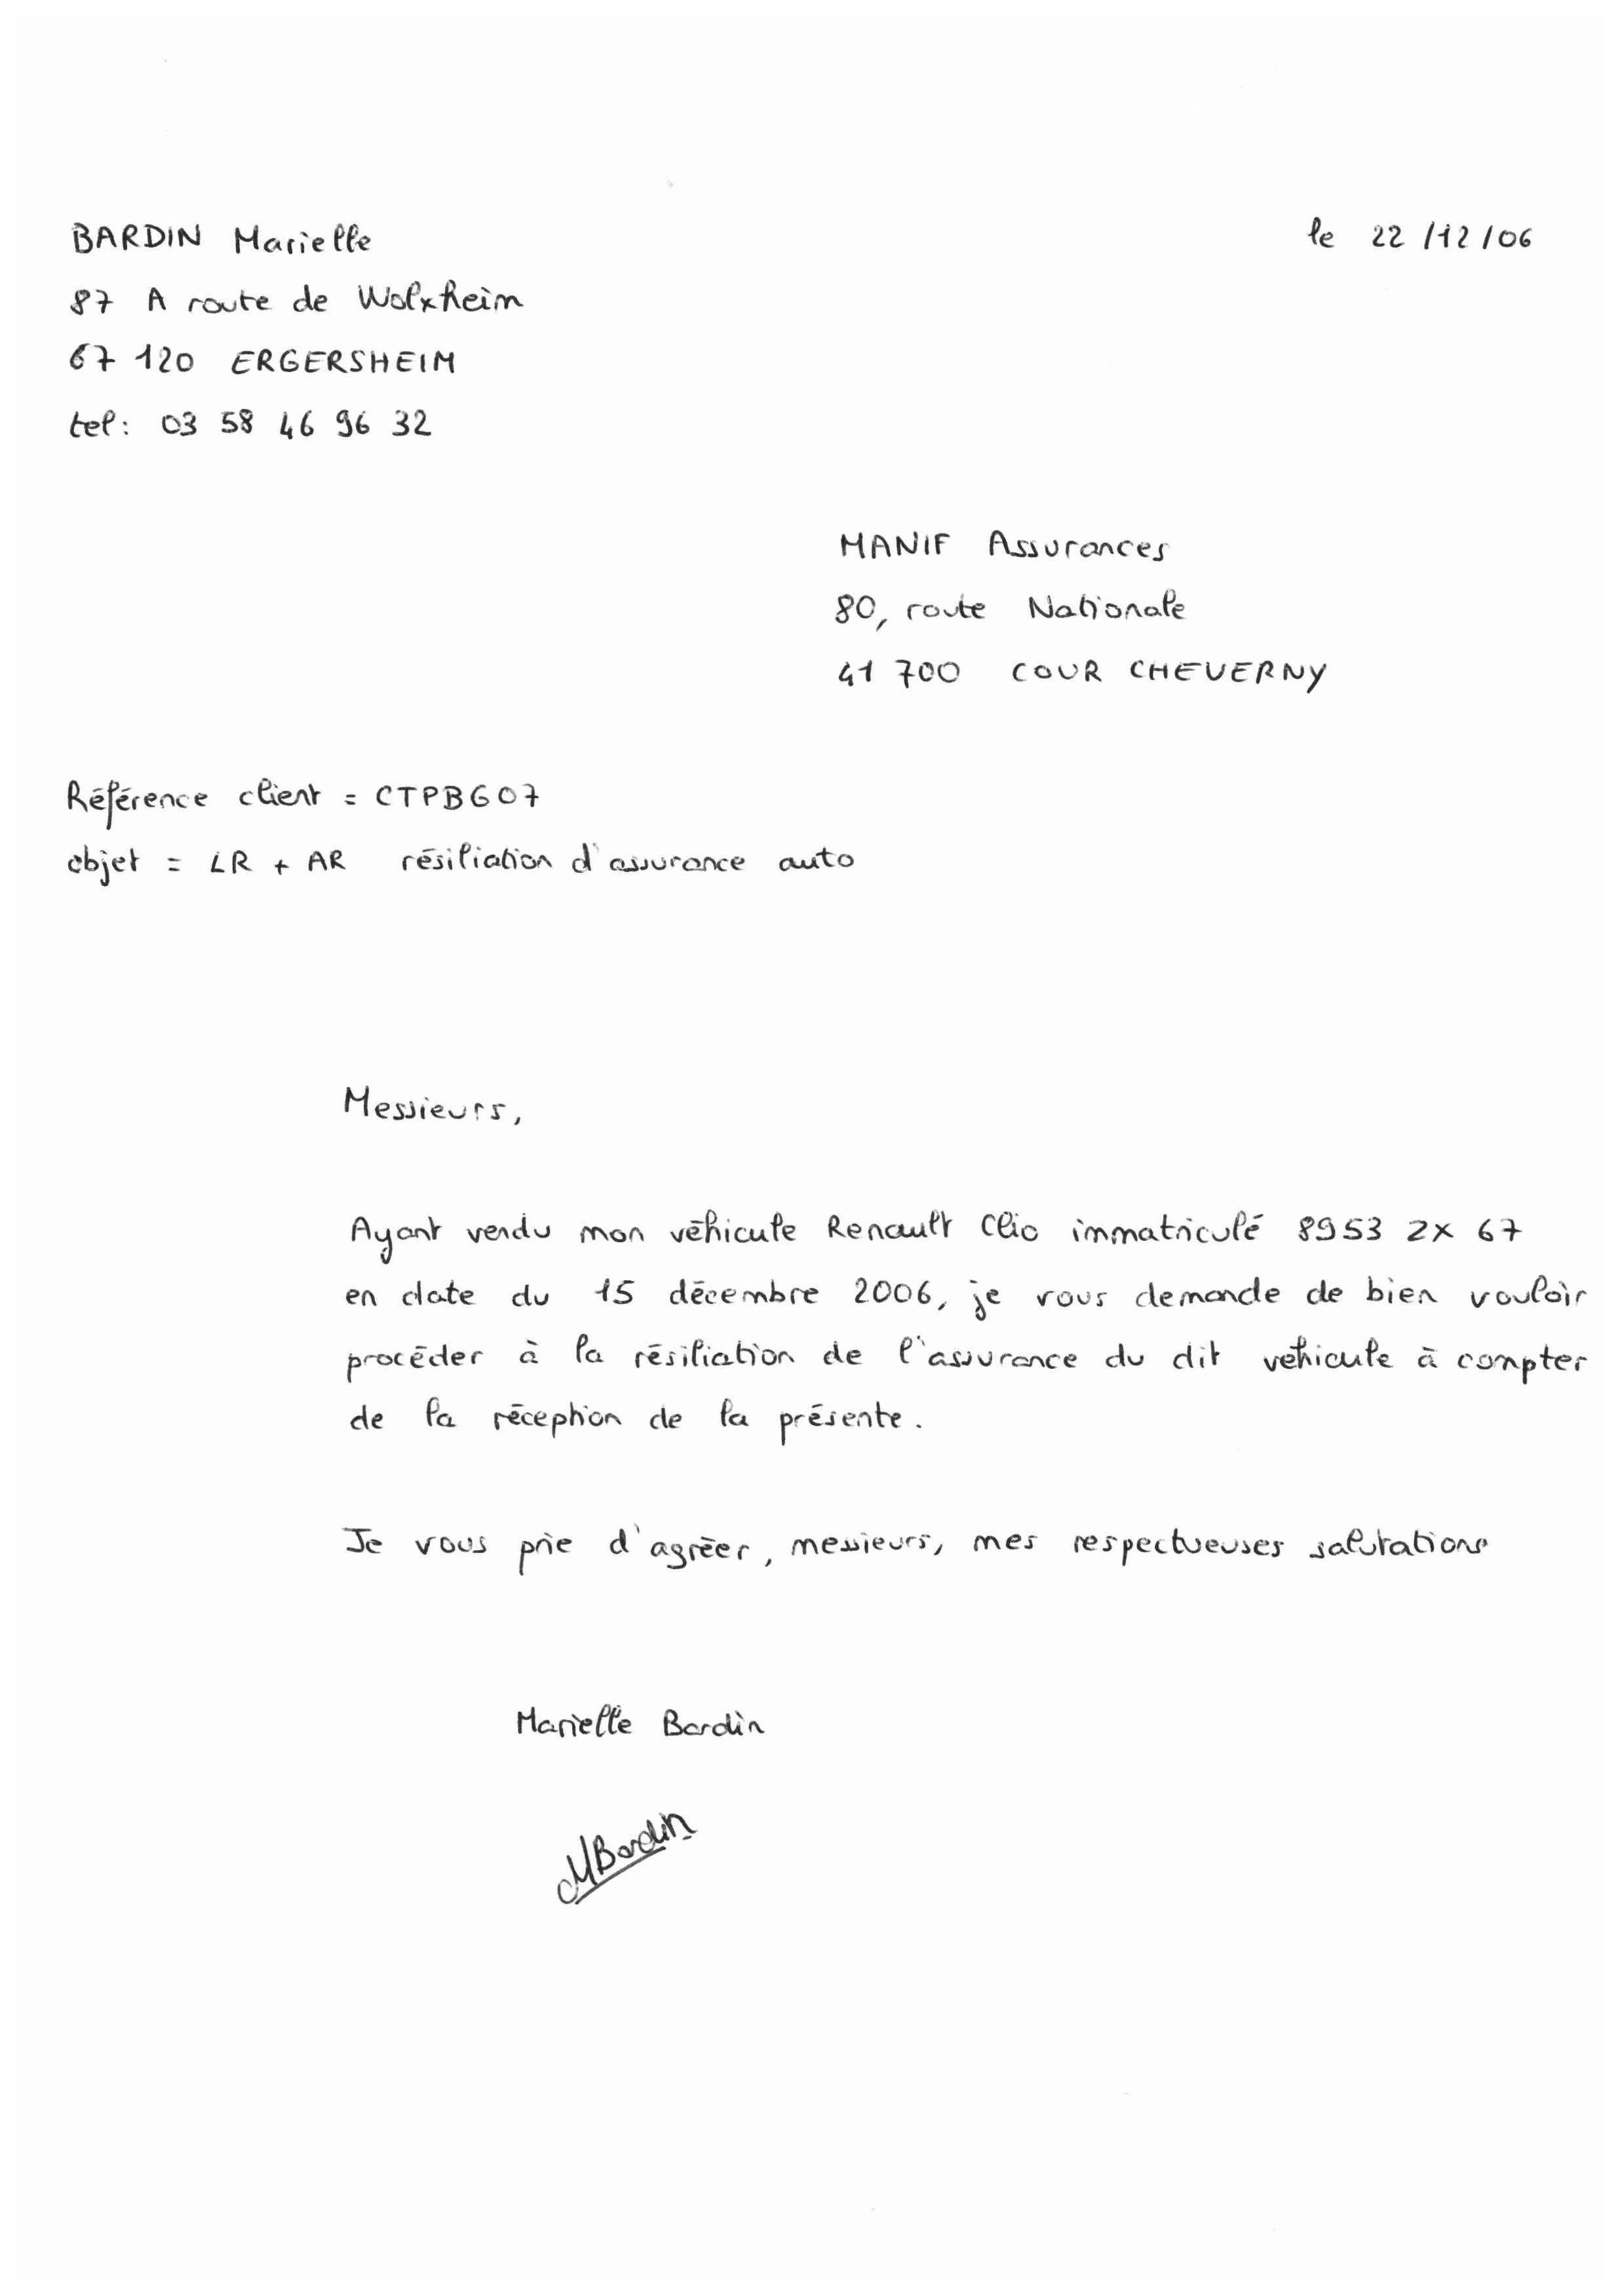 BARDIN Marielle
le 22/12/06
87 A route de Wolxheim
67 120 ERGERSHEIM
tel: 03 58 46 96 32
MANIF Assurances
80, route Nationale
41 700 COUR CHEVERNY
Référence client = CTPBG07
objet = LR + AR résiliation d'assurance auto
Messieurs,
Ayant vendu mon véhicule Renault Clio immatriculé 8953 ZX 67
en date du 15 décembre 2006, je vous demande de bien vouloir
procéder à la résiliation de l'assurance du dit vehicule à compter
de la réception de la présente.
Je vous prie d'agréer, messieurs, mes respectueuses salutations
Marielle Bardin
MBardin